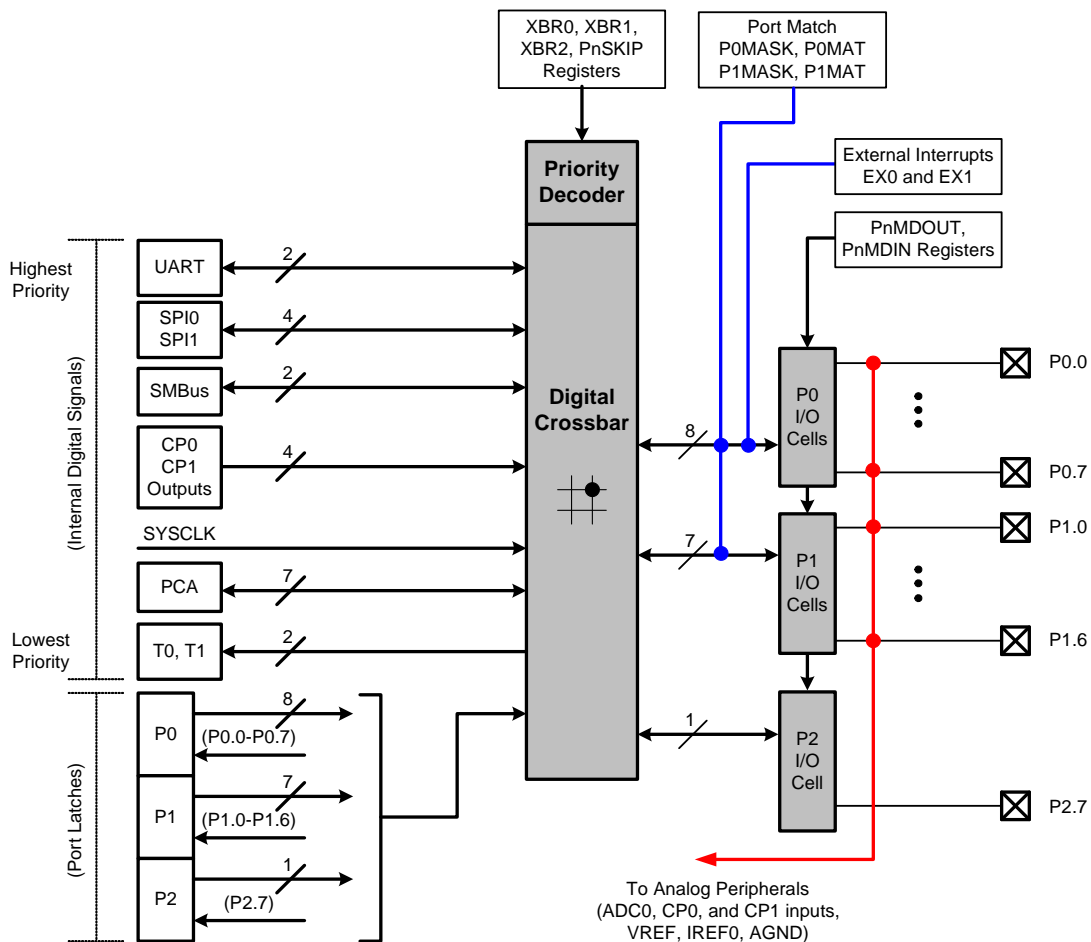 XBR0, XBR1,
XBR2, PnSKIP
Registers
Port Match
P0MASK, P0MAT
P1MASK, P1MAT
External Interrupts
EX0 and EX1
PnMDOUT,
PnMDIN Registers
Priority
Decoder
Digital
Crossbar
Highest
Priority
(Internal Digital Signals)
Lowest
Priority
(Port Latches)
UART
2
SPI0
SPI1
4
SMBus
2
CP0
CP1
Outputs
4
SYSCLK
PCA
7
T0, T1
2
P0
8
(P0.0-P0.7)
P1
7
(P1.0-P1.6)
P2
1
(P2.7)
8
7
1
P0
I/O
Cells
P1
I/O
Cells
P2
I/O
Cell
P0.0
P0.7
P1.0
P1.6
P2.7
To Analog Peripherals
(ADC0, CP0, and CP1 inputs,
VREF, IREF0, AGND)